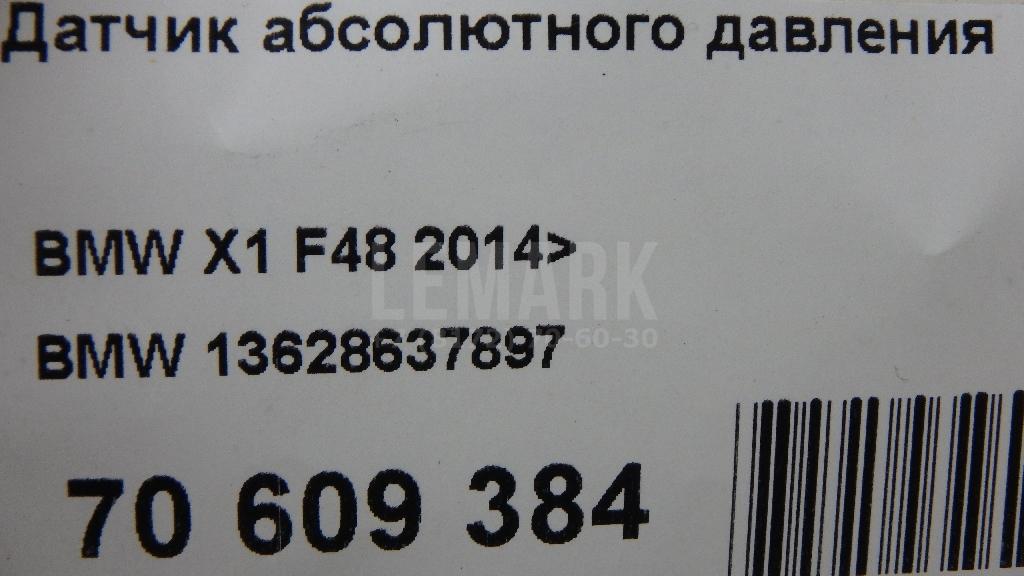 Датчик абсолютного давления
BMW X1 F48 2014>
LEMARK
BMW 13628637897
60-30
70 609 384